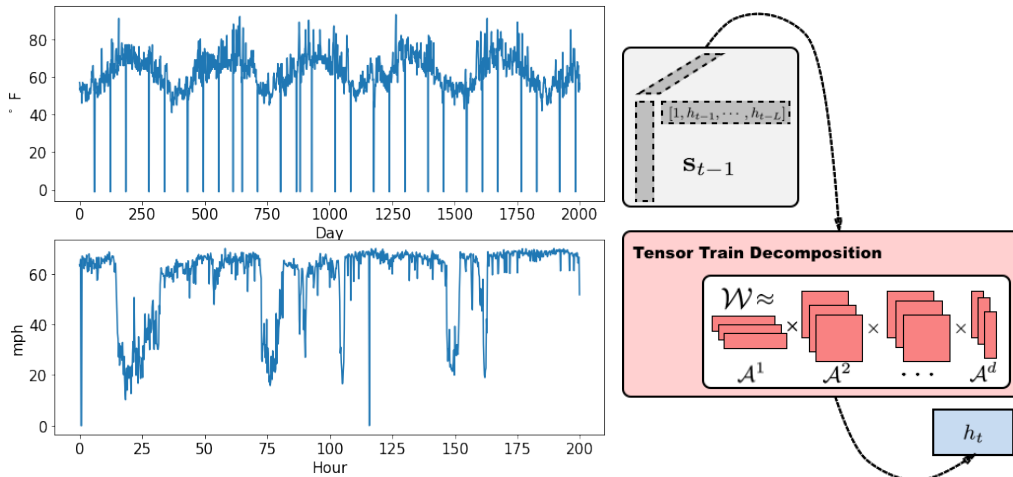 80
60
40
20
0
° F
0 250 500 750 1000 1250 1500 1750 2000
Day
60
40
20
0
mph
0 25 50 75 100 125 150 175 200
Hour
[1, h_{t-1}, ⋯ , h_{t-L}]
s_{t-1}
Tensor Train Decomposition
𝒲 ≈ × × ×
𝒜^1 𝒜^2 · · · 𝒜^d
h_t